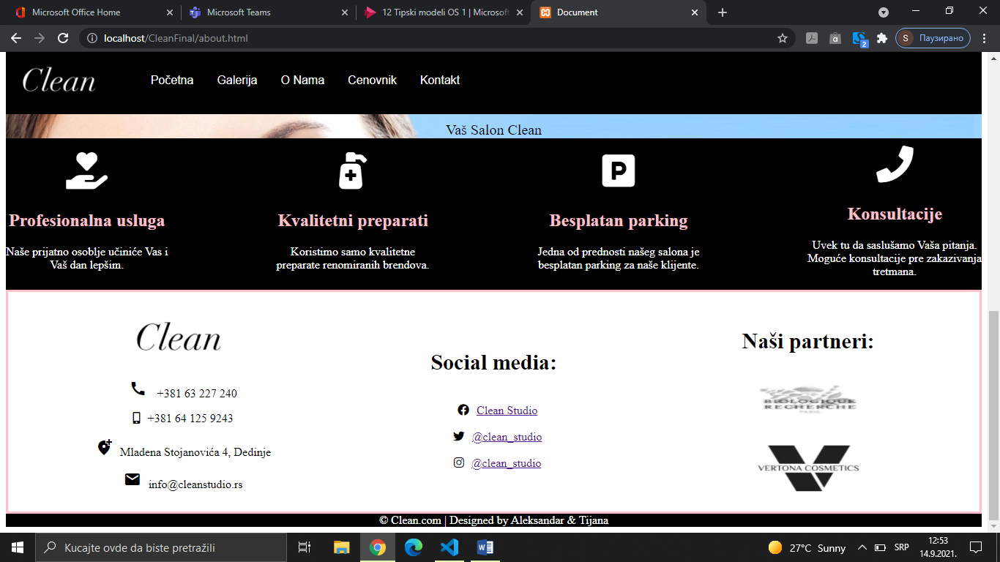 Microsoft Office Home
Microsoft Teams
12 Tipski modeli OS 1 | Microsoft
Document
localhost/CleanFinal/about.html
2
S
Паузирано
Clean
Početna
Galerija
O Nama
Cenovnik
Kontakt
Vaš Salon Clean
P
Profesionalna usluga
Naše prijatno osoblje učiniće Vas i
Vaš dan lepšim.
Kvalitetni preparati
Koristimo samo kvalitetne
preparate renomiranih brendova.
Besplatan parking
Jedna od prednosti našeg salona je
besplatan parking za naše klijente.
Konsultacije
Uvek tu da saslušamo Vaša pitanja.
Moguće konsultacije pre zakazivanja
tretmana.
Clean
+381 63 227 240
+381 64 125 9243
Mladena Stojanovića 4, Dedinje
info@cleanstudio.rs
Social media:
Clean Studio
@clean_studio
@clean_studio
Naši partneri:
BIOLOGIQUE
RECHERCHE
PARIS
VERTONA COSMETICS
© Clean.com | Designed by Aleksandar & Tijana
Kucajte ovde da biste pretražili
27°C Sunny
SRP
12:53
14.9.2021.